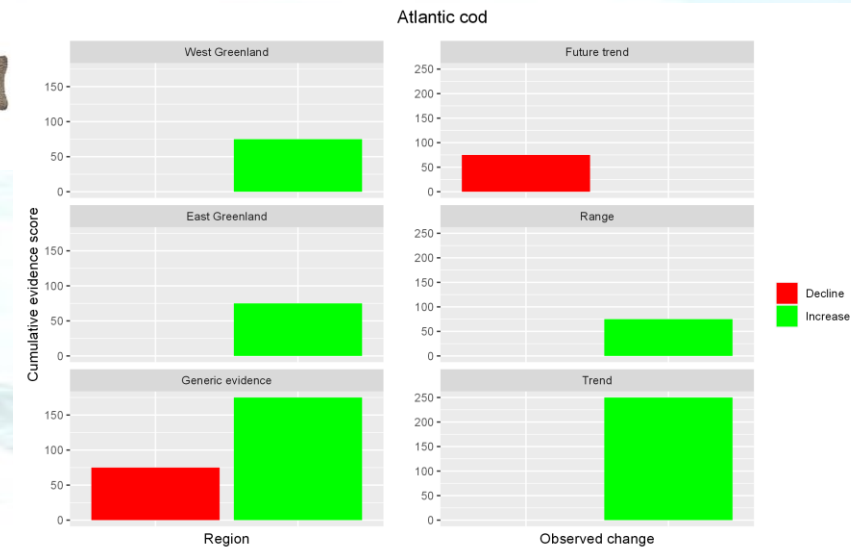 Atlantic cod
West Greenland
150
100
50
0
East Greenland
150
100
50
0
Generic evidence
150
100
50
0
Cumulative evidence score
Region
Future trend
250
200
150
100
50
0
Range
250
200
150
100
50
0
Trend
250
200
150
100
50
0
Observed change
Decline
Increase